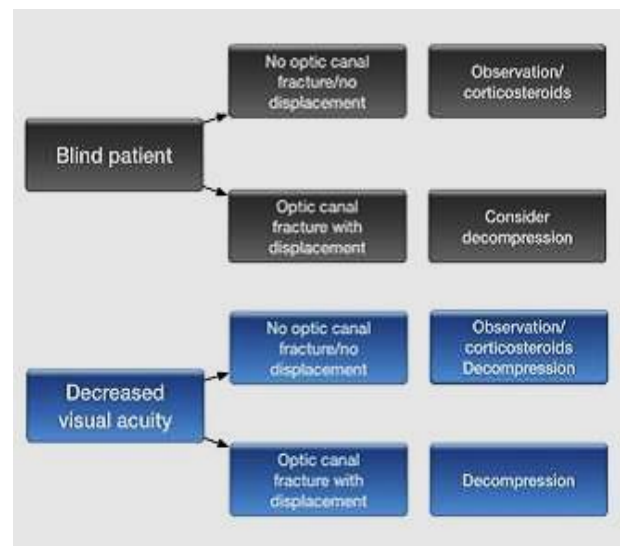 No optic canal
fracture/no
displacement
Observation/
corticosteroids
Blind patient
Optic canal
fracture with
displacement
Consider
decompression
No optic canal
fracture/no
displacement
Observation/
corticosteroids
Decompression
Decreased
visual acuity
Optic canal
fracture with
displacement
Decompression